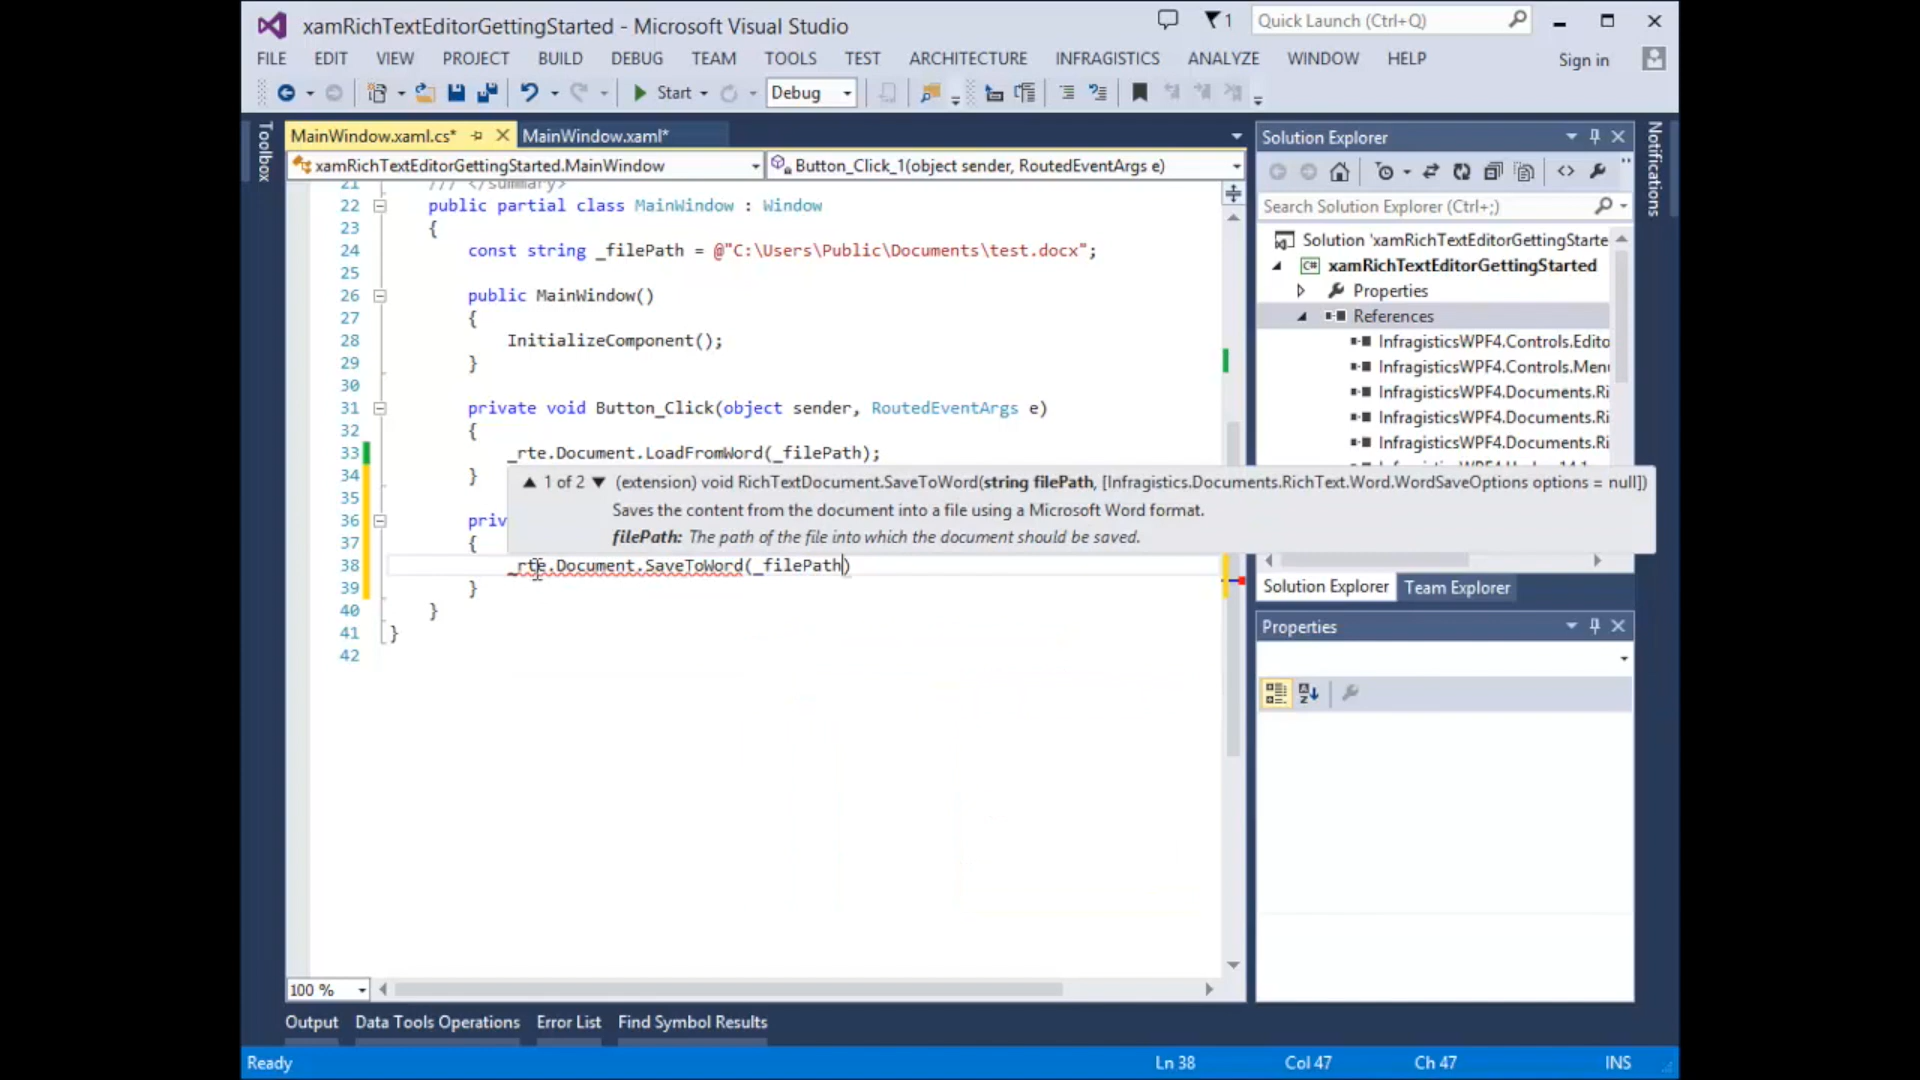 xamRichTextEditorGettingStarted - Microsoft Visual Studio
1
Quick Launch (Ctrl+Q)
FILE EDIT VIEW PROJECT BUILD DEBUG TEAM TOOLS TEST ARCHITECTURE INFRAGISTICS ANALYZE WINDOW HELP
Sign in
Start
Debug
Toolbox
MainWindow.xaml.cs*
MainWindow.xaml*
xamRichTextEditorGettingStarted.MainWindow
Button_Click_1(object sender, RoutedEventArgs e)
21 /// </summary>
22 public partial class MainWindow : Window
23 {
24 const string _filePath = @"C:\Users\Public\Documents\test.docx";
25
26 public MainWindow()
27 {
28 InitializeComponent();
29 }
30
31 private void Button_Click(object sender, RoutedEventArgs e)
32 {
33 _rte.Document.LoadFromWord(_filePath);
34 }
35
36 priv
37 {
38 _rte.Document.SaveToWord(_filePath)
39 }
40 }
41 }
42
1 of 2 (extension) void RichTextDocument.SaveToWord(string filePath, [Infragistics.Documents.RichText.Word.WordSaveOptions options = null])
Saves the content from the document into a file using a Microsoft Word format.
filePath: The path of the file into which the document should be saved.
100 %
Solution Explorer
Search Solution Explorer (Ctrl+;)
Solution 'xamRichTextEditorGettingStarte
C# xamRichTextEditorGettingStarted
Properties
References
InfragisticsWPF4.Controls.Edito
InfragisticsWPF4.Controls.Menu
InfragisticsWPF4.Documents.Ri
InfragisticsWPF4.Documents.Ri
InfragisticsWPF4.Documents.Ri
Solution Explorer
Team Explorer
Properties
Notifications
Output
Data Tools Operations
Error List
Find Symbol Results
Ready
Ln 38
Col 47
Ch 47
INS